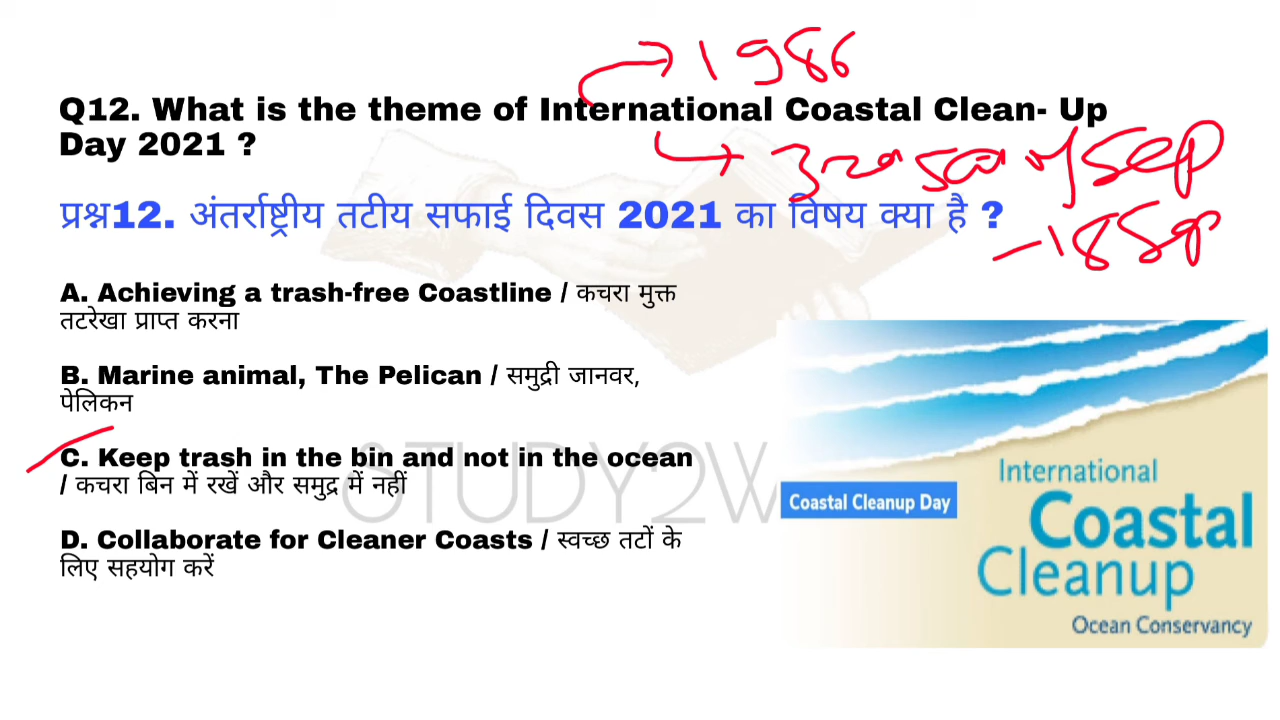 1986
Q12. What is the theme of International Coastal Clean- Up
Day 2021 ?
प्रश्न12. अंतर्राष्ट्रीय तटीय सफाई दिवस 2021 का विषय क्या है ?
A. Achieving a trash-free Coastline / कचरा मुक्त
तटरेखा प्राप्त करना
B. Marine animal, The Pelican / समुद्री जानवर,
पेलिकन
C. Keep trash in the bin and not in the ocean
/ कचरा बिन में रखें और समुद्र में नहीं
D. Collaborate for Cleaner Coasts / स्वच्छ तटों के
लिए सहयोग करें
STUDY2W
Coastal Cleanup Day
International
Coastal
Cleanup
Ocean Conservancy